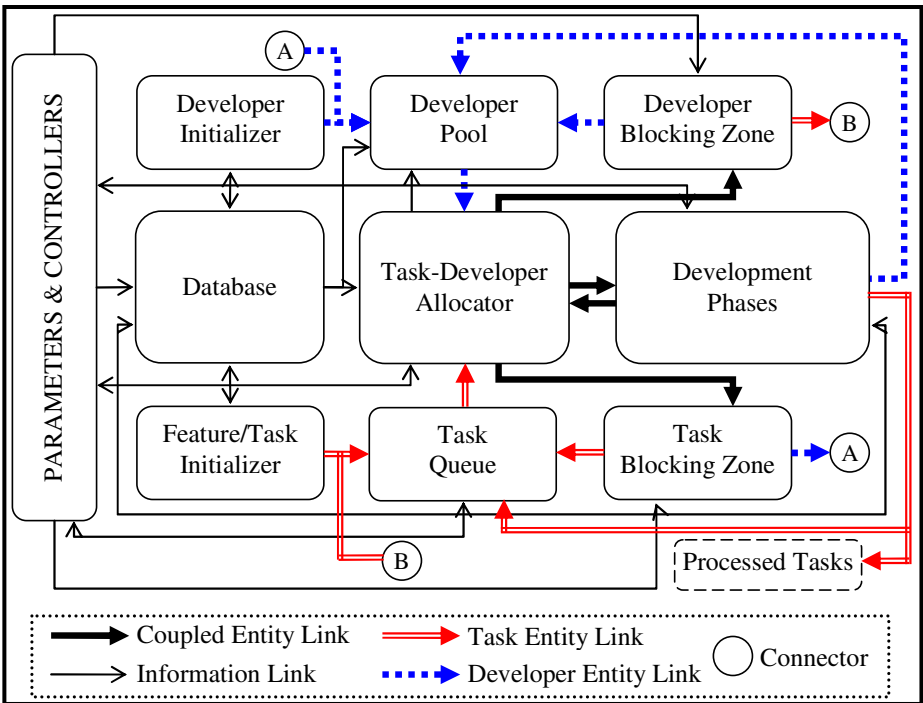 A
Developer
Initializer
Developer
Pool
Developer
Blocking Zone
B
PARAMETERS & CONTROLLERS
Database
Task-Developer
Allocator
Development
Phases
Feature/Task
Initializer
Task
Queue
Task
Blocking Zone
A
B
Processed Tasks
Coupled Entity Link
Task Entity Link
Information Link
Developer Entity Link
Connector